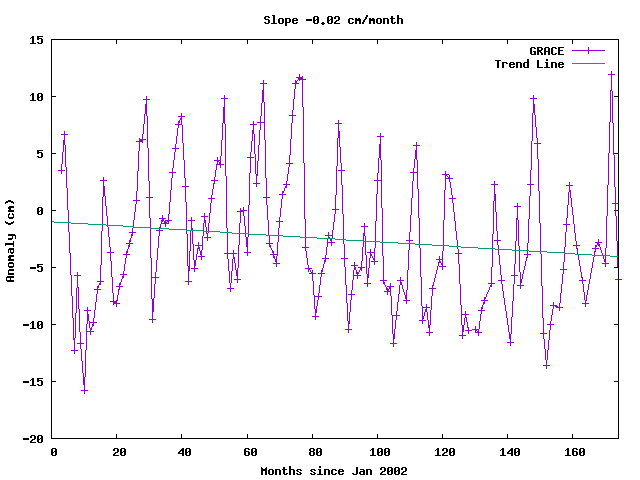 Slope -0.02 cm/month
GRACE
Trend Line
Anomaly (cm)
15
10
5
0
-5
-10
-15
-20
0 20 40 60 80 100 120 140 160
Months since Jan 2002